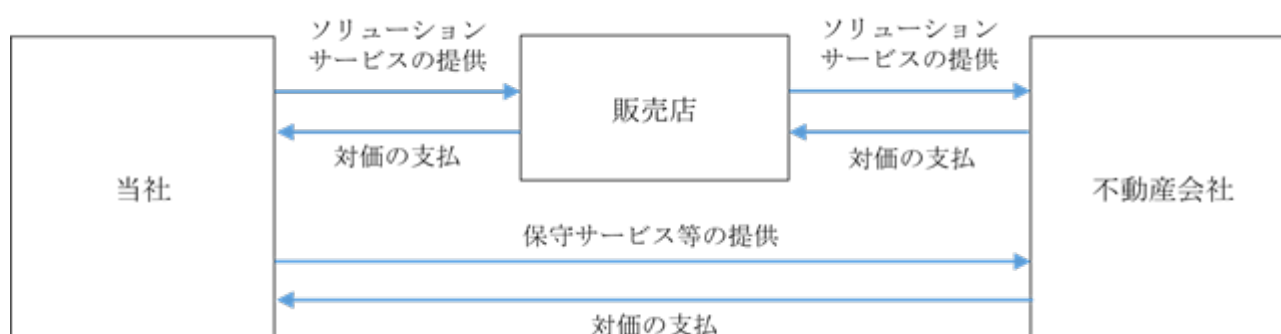 ソリューション
サービスの提供
ソリューション
サービスの提供
販売店
対価の支払
対価の支払
当社
不動産会社
保守サービス等の提供
対価の支払